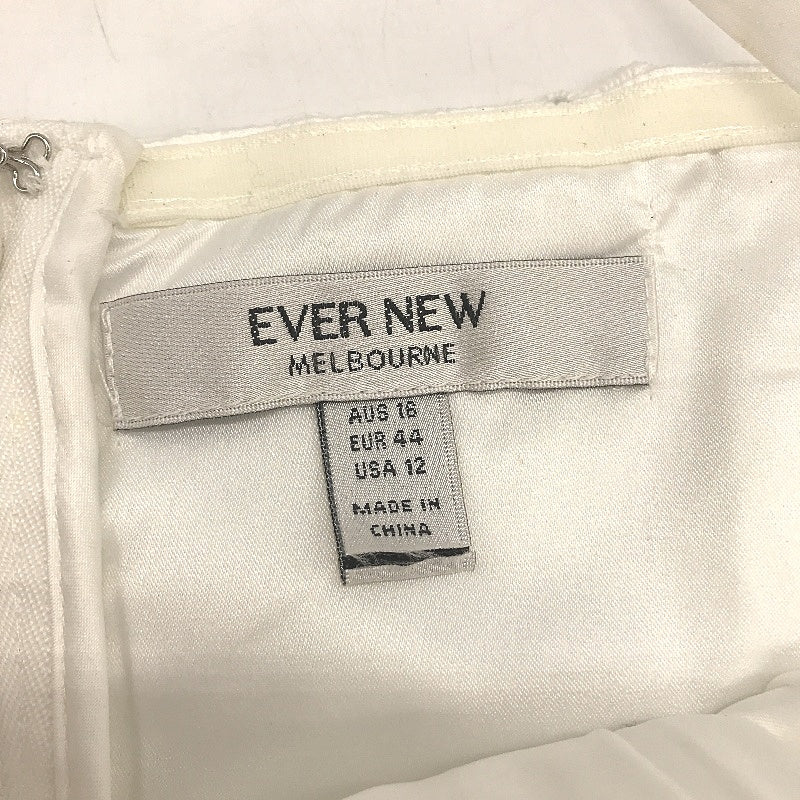 EVER NEW
MELBOURNE
AUS 16
EUR 44
USA 12
MADE IN
CHINA